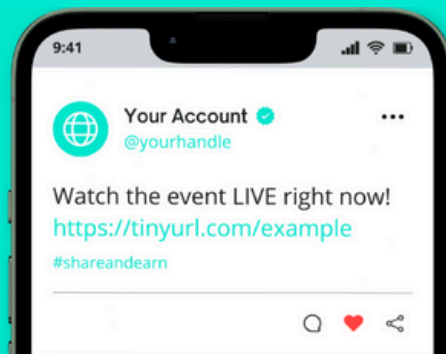 9:41
Your Account
@yourhandle
Watch the event LIVE right now!
https://tinyurl.com/example
#shareandearn